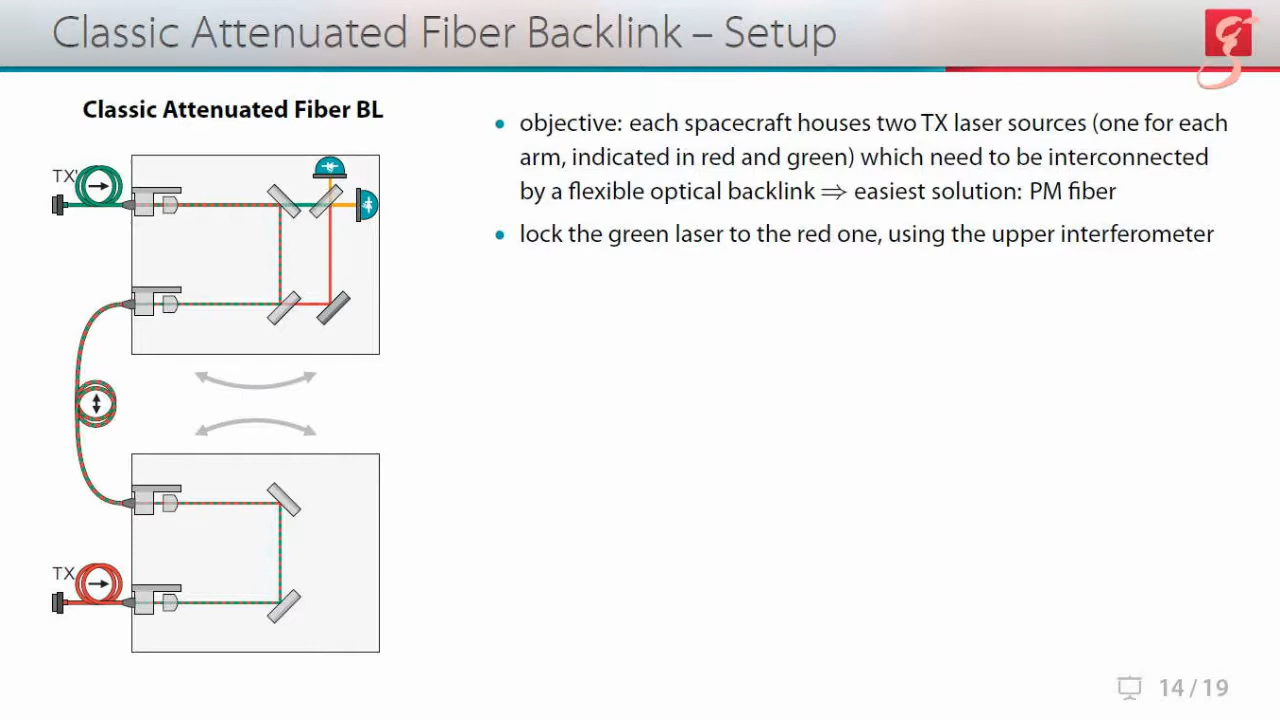 Classic Attenuated Fiber Backlink – Setup
Classic Attenuated Fiber BL
TX'
TX
• objective: each spacecraft houses two TX laser sources (one for each
arm, indicated in red and green) which need to be interconnected
by a flexible optical backlink ⇒ easiest solution: PM fiber
• lock the green laser to the red one, using the upper interferometer
14 / 19